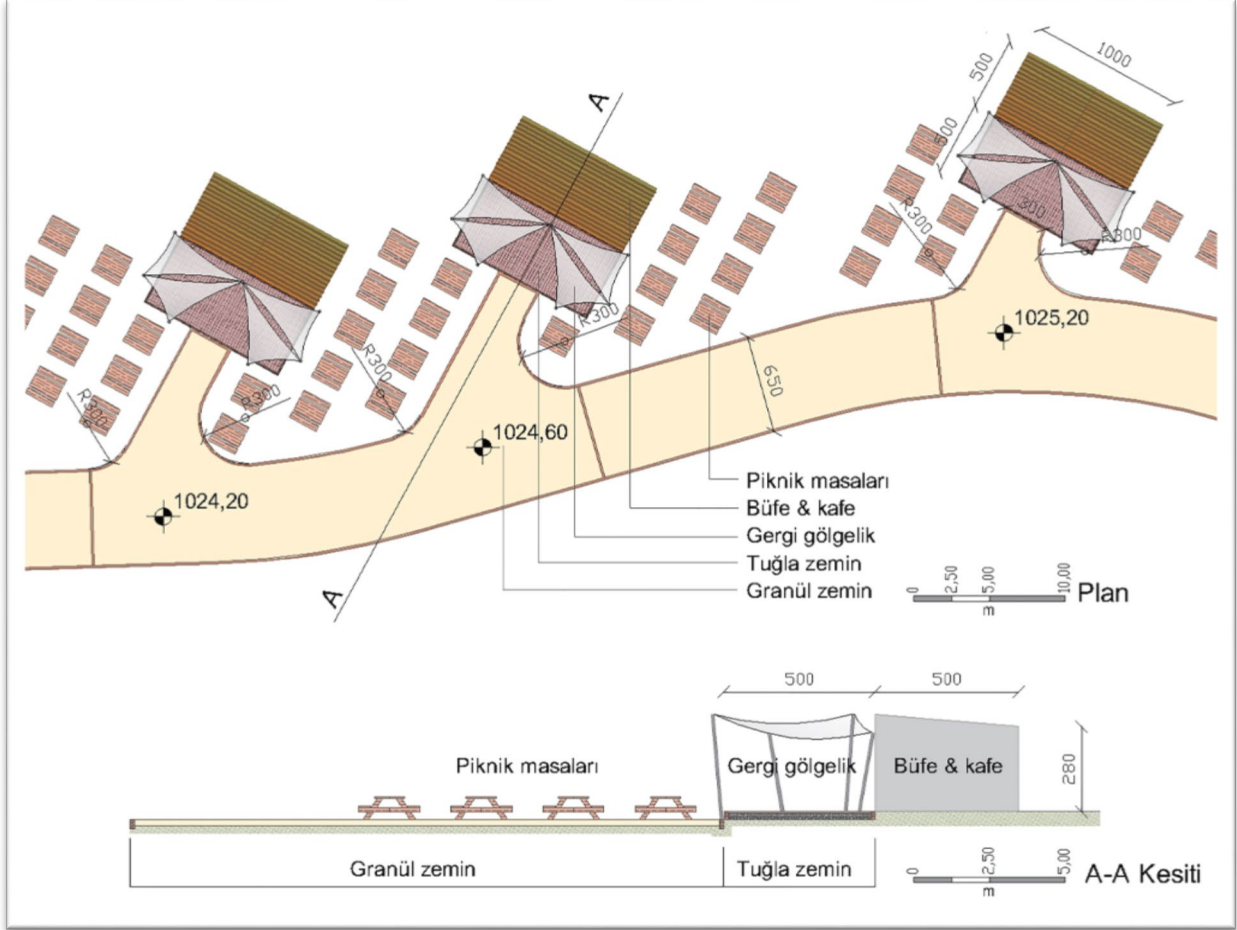 1000
500
500
A
R300
300
R300
1025,20
R300
650
R300
1024,60
R300
R300
1024,20
A
Piknik masaları
Büfe & kafe
Gergi gölgelik
Tuğla zemin
Granül zemin
0 2,50 5,00 10,00
m
Plan
500 500
Piknik masaları
Gergi gölgelik
Büfe & kafe
280
Granül zemin
Tuğla zemin
0 2,50 5,00
m
A-A Kesiti